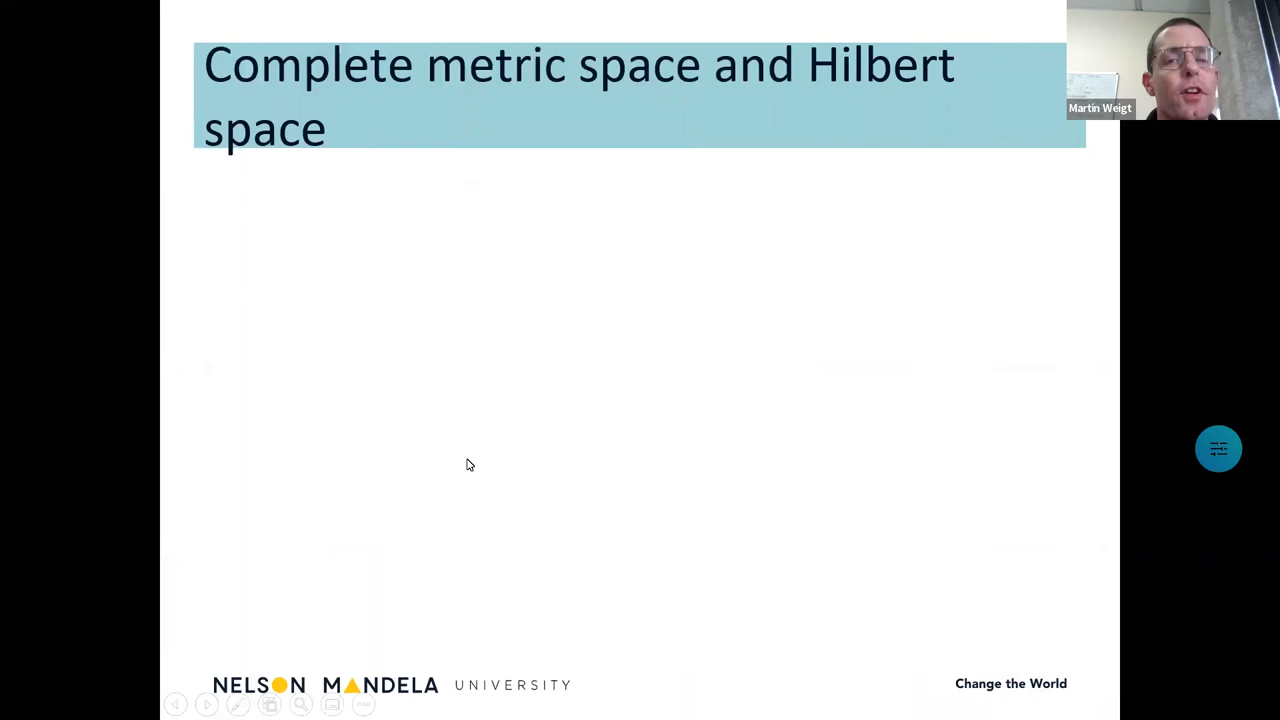 Complete metric space and Hilbert
space
Martin Weigt
NELSON MANDELA UNIVERSITY
Change the World